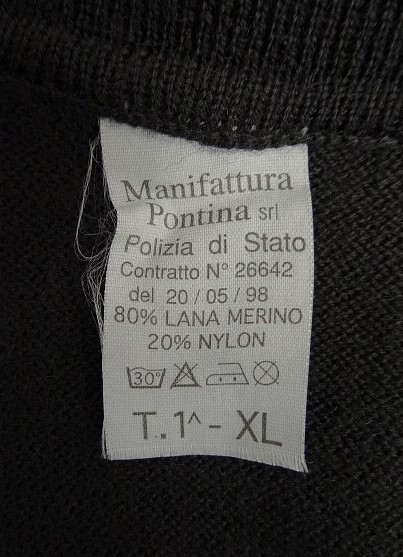 Manifattura
Pontina srl
Polizia di Stato
Contratto N° 26642
del 20 / 05 / 98
80% LANA MERINO
20% NYLON
30°
T. 1^ - XL